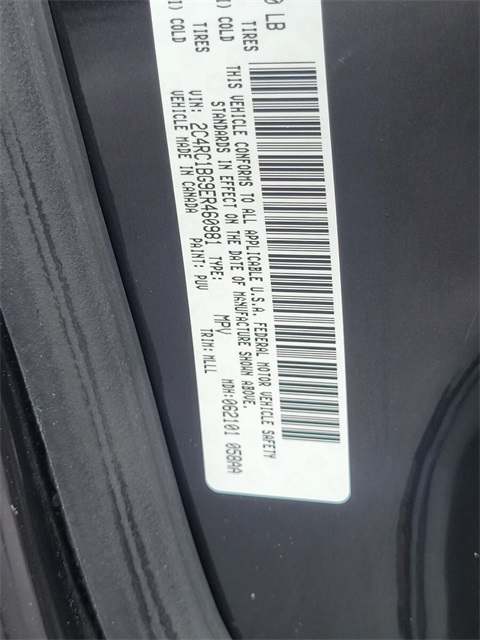 0 LB
TIRES TIRES
I) COLD I) COLD
THIS VEHICLE CONFORMS TO ALL APPLICABLE U.S.A. FEDERAL MOTOR VEHICLE SAFETY
STANDARDS IN EFFECT ON THE DATE OF MANUFACTURE SHOWN ABOVE.
VIN: 2C4RC1BG9ER460981 TYPE: MPV MDH:062101 058AA
VEHICLE MADE IN CANADA PAINT: PUV TRIM: MLLL